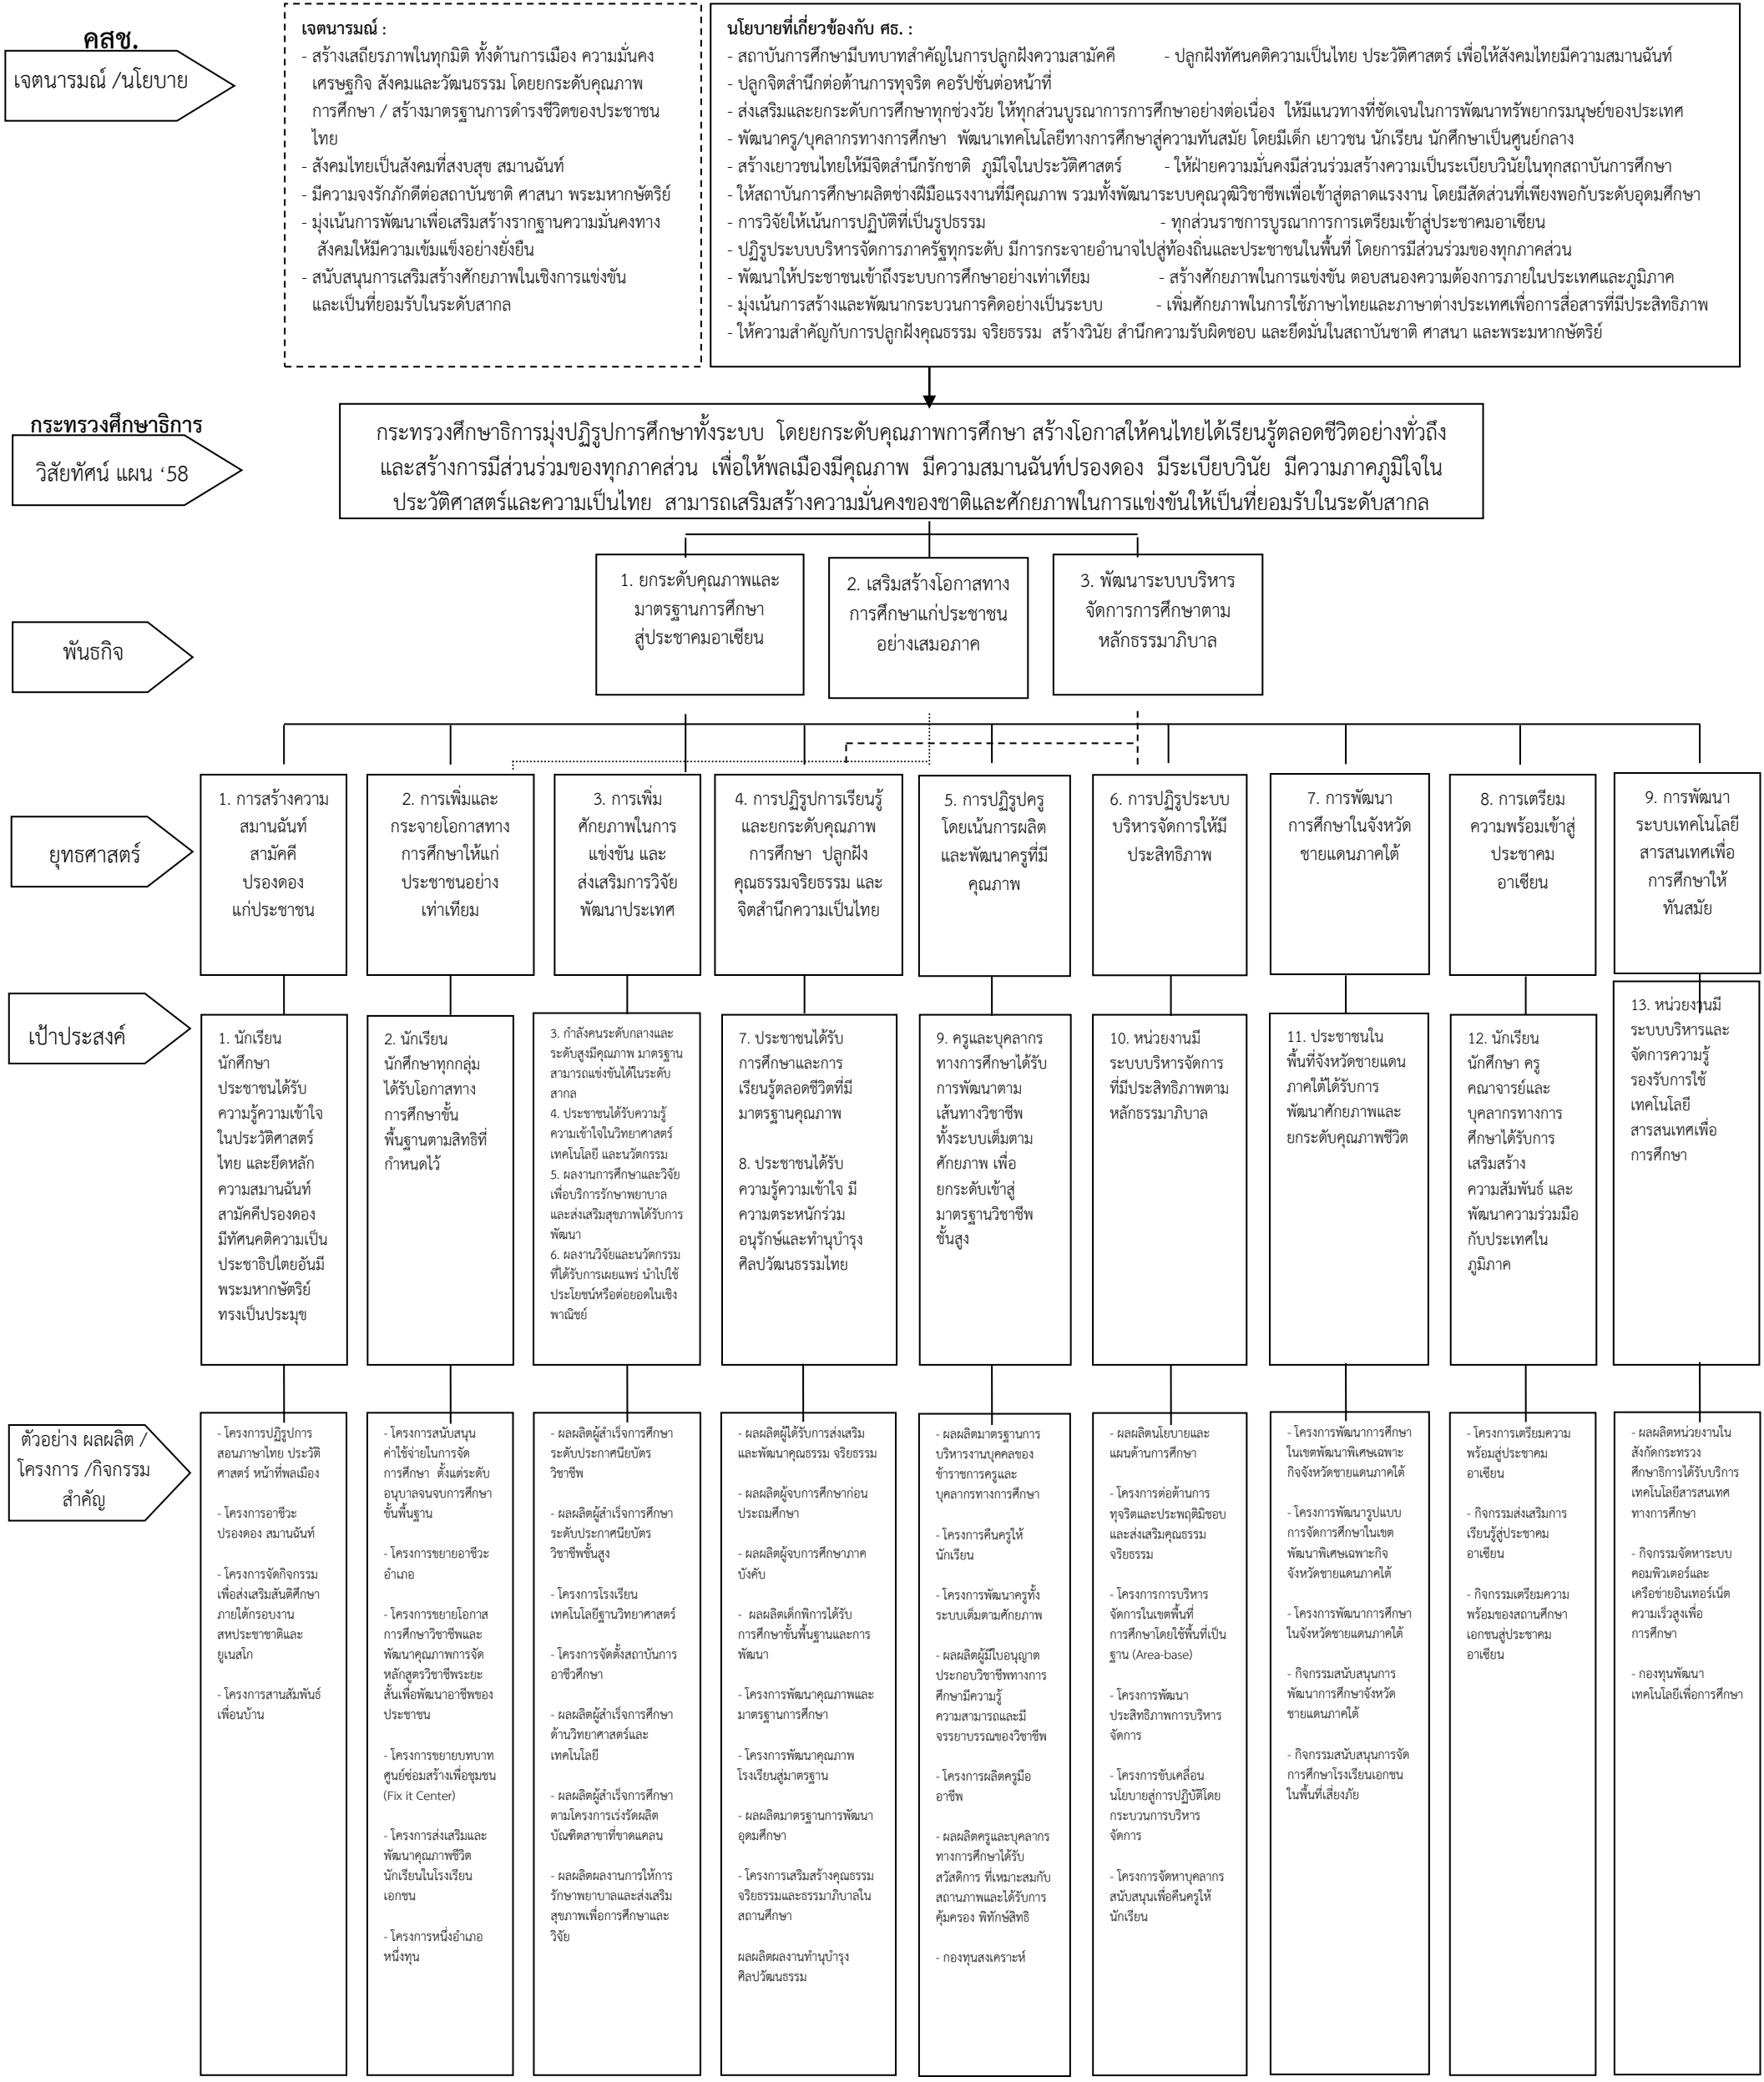 คสช.
เจตนารมณ์ /นโยบาย
เจตนารมณ์ :
- สร้างเสถียรภาพในทุกมิติ ทั้งด้านการเมือง ความมั่นคง
เศรษฐกิจ สังคมและวัฒนธรรม โดยยกระดับคุณภาพ
การศึกษา / สร้างมาตรฐานการดำรงชีวิตของประชาชน
ไทย
- สังคมไทยเป็นสังคมที่สงบสุข สมานฉันท์
- มีความจงรักภักดีต่อสถาบันชาติ ศาสนา พระมหากษัตริย์
- มุ่งเน้นการพัฒนาเพื่อเสริมสร้างรากฐานความมั่นคงทาง
สังคมให้มีความเข้มแข็งอย่างยั่งยืน
- สนับสนุนการเสริมสร้างศักยภาพในเชิงการแข่งขัน
และเป็นที่ยอมรับในระดับสากล
นโยบายที่เกี่ยวข้องกับ ศธ. :
- สถาบันการศึกษามีบทบาทสำคัญในการปลูกฝังความสามัคคี - ปลูกฝังทัศนคติความเป็นไทย ประวัติศาสตร์ เพื่อให้สังคมไทยมีความสมานฉันท์
- ปลูกจิตสำนึกต่อต้านการทุจริต คอรัปชั่นต่อหน้าที่
- ส่งเสริมและยกระดับการศึกษาทุกช่วงวัย ให้ทุกส่วนบูรณาการการศึกษาอย่างต่อเนื่อง ให้มีแนวทางที่ชัดเจนในการพัฒนาทรัพยากรมนุษย์ของประเทศ
- พัฒนาครู/บุคลากรทางการศึกษา พัฒนาเทคโนโลยีทางการศึกษาสู่ความทันสมัย โดยมีเด็ก เยาวชน นักเรียน นักศึกษาเป็นศูนย์กลาง
- สร้างเยาวชนไทยให้มีจิตสำนึกรักชาติ ภูมิใจในประวัติศาสตร์ - ให้ฝ่ายความมั่นคงมีส่วนร่วมสร้างความเป็นระเบียบวินัยในทุกสถาบันการศึกษา
- ให้สถาบันการศึกษาผลิตช่างฝีมือแรงงานที่มีคุณภาพ รวมทั้งพัฒนาระบบคุณวุฒิวิชาชีพเพื่อเข้าสู่ตลาดแรงงาน โดยมีสัดส่วนที่เพียงพอกับระดับอุดมศึกษา
- การวิจัยให้เน้นการปฏิบัติที่เป็นรูปธรรม - ทุกส่วนราชการบูรณาการการเตรียมเข้าสู่ประชาคมอาเซียน
- ปฏิรูประบบบริหารจัดการภาครัฐทุกระดับ มีการกระจายอำนาจไปสู่ท้องถิ่นและประชาชนในพื้นที่ โดยการมีส่วนร่วมของทุกภาคส่วน
- พัฒนาให้ประชาชนเข้าถึงระบบการศึกษาอย่างเท่าเทียม - สร้างศักยภาพในการแข่งขัน ตอบสนองความต้องการภายในประเทศและภูมิภาค
- มุ่งเน้นการสร้างและพัฒนากระบวนการคิดอย่างเป็นระบบ - เพิ่มศักยภาพในการใช้ภาษาไทยและภาษาต่างประเทศเพื่อการสื่อสารที่มีประสิทธิภาพ
- ให้ความสำคัญกับการปลูกฝังคุณธรรม จริยธรรม สร้างวินัย สำนึกความรับผิดชอบ และยึดมั่นในสถาบันชาติ ศาสนา และพระมหากษัตริย์
กระทรวงศึกษาธิการ
วิสัยทัศน์ แผน ‘58
กระทรวงศึกษาธิการมุ่งปฏิรูปการศึกษาทั้งระบบ โดยยกระดับคุณภาพการศึกษา สร้างโอกาสให้คนไทยได้เรียนรู้ตลอดชีวิตอย่างทั่วถึง
และสร้างการมีส่วนร่วมของทุกภาคส่วน เพื่อให้พลเมืองมีคุณภาพ มีความสมานฉันท์ปรองดอง มีระเบียบวินัย มีความภาคภูมิใจใน
ประวัติศาสตร์และความเป็นไทย สามารถเสริมสร้างความมั่นคงของชาติและศักยภาพในการแข่งขันให้เป็นที่ยอมรับในระดับสากล
พันธกิจ
1. ยกระดับคุณภาพและ
มาตรฐานการศึกษา
สู่ประชาคมอาเซียน
2. เสริมสร้างโอกาสทาง
การศึกษาแก่ประชาชน
อย่างเสมอภาค
3. พัฒนาระบบบริหาร
จัดการการศึกษาตาม
หลักธรรมาภิบาล
ยุทธศาสตร์
1. การสร้างความ
สมานฉันท์
สามัคคี
ปรองดอง
แก่ประชาชน
2. การเพิ่มและ
กระจายโอกาสทาง
การศึกษาให้แก่
ประชาชนอย่าง
เท่าเทียม
3. การเพิ่ม
ศักยภาพในการ
แข่งขัน และ
ส่งเสริมการวิจัย
พัฒนาประเทศ
4. การปฏิรูปการเรียนรู้
และยกระดับคุณภาพ
การศึกษา ปลูกฝัง
คุณธรรมจริยธรรม และ
จิตสำนึกความเป็นไทย
5. การปฏิรูปครู
โดยเน้นการผลิต
และพัฒนาครูที่มี
คุณภาพ
6. การปฏิรูประบบ
บริหารจัดการให้มี
ประสิทธิภาพ
7. การพัฒนา
การศึกษาในจังหวัด
ชายแดนภาคใต้
8. การเตรียม
ความพร้อมเข้าสู่
ประชาคม
อาเซียน
9. การพัฒนา
ระบบเทคโนโลยี
สารสนเทศเพื่อ
การศึกษาให้
ทันสมัย
เป้าประสงค์
1. นักเรียน
นักศึกษา
ประชาชนได้รับ
ความรู้ความเข้าใจ
ในประวัติศาสตร์
ไทย และยึดหลัก
ความสมานฉันท์
สามัคคีปรองดอง
มีทัศนคติความเป็น
ประชาธิปไตยอันมี
พระมหากษัตริย์
ทรงเป็นประมุข
2. นักเรียน
นักศึกษาทุกกลุ่ม
ได้รับโอกาสทาง
การศึกษาขั้น
พื้นฐานตามสิทธิที่
กำหนดไว้
3. กำลังคนระดับกลางและ
ระดับสูงมีคุณภาพ มาตรฐาน
สามารถแข่งขันได้ในระดับ
สากล
4. ประชาชนได้รับความรู้
ความเข้าใจในวิทยาศาสตร์
เทคโนโลยี และนวัตกรรม
5. ผลงานการศึกษาและวิจัย
เพื่อบริการรักษาพยาบาล
และส่งเสริมสุขภาพได้รับการ
พัฒนา
6. ผลงานวิจัยและนวัตกรรม
ที่ได้รับการเผยแพร่ นำไปใช้
ประโยชน์หรือต่อยอดในเชิง
พาณิชย์
7. ประชาชนได้รับ
การศึกษาและการ
เรียนรู้ตลอดชีวิตที่มี
มาตรฐานคุณภาพ
8. ประชาชนได้รับ
ความรู้ความเข้าใจ มี
ความตระหนักร่วม
อนุรักษ์และทำนุบำรุง
ศิลปวัฒนธรรมไทย
9. ครูและบุคลากร
ทางการศึกษาได้รับ
การพัฒนาตาม
เส้นทางวิชาชีพ
ทั้งระบบเต็มตาม
ศักยภาพ เพื่อ
ยกระดับเข้าสู่
มาตรฐานวิชาชีพ
ชั้นสูง
10. หน่วยงานมี
ระบบบริหารจัดการ
ที่มีประสิทธิภาพตาม
หลักธรรมาภิบาล
11. ประชาชนใน
พื้นที่จังหวัดชายแดน
ภาคใต้ได้รับการ
พัฒนาศักยภาพและ
ยกระดับคุณภาพชีวิต
12. นักเรียน
นักศึกษา ครู
คณาจารย์และ
บุคลากรทางการ
ศึกษาได้รับการ
เสริมสร้าง
ความสัมพันธ์ และ
พัฒนาความร่วมมือ
กับประเทศใน
ภูมิภาค
13. หน่วยงานมี
ระบบบริหารและ
จัดการความรู้
รองรับการใช้
เทคโนโลยี
สารสนเทศเพื่อ
การศึกษา
ตัวอย่าง ผลผลิต /
โครงการ /กิจกรรม
สำคัญ
- โครงการปฏิรูปการ
สอนภาษาไทย ประวัติ
ศาสตร์ หน้าที่พลเมือง
- โครงการอาชีวะ
ปรองดอง สมานฉันท์
- โครงการจัดกิจกรรม
เพื่อส่งเสริมสันติศึกษา
ภายใต้กรอบงาน
สหประชาชาติและ
ยูเนสโก
- โครงการสานสัมพันธ์
เพื่อนบ้าน
- โครงการสนับสนุน
ค่าใช้จ่ายในการจัด
การศึกษา ตั้งแต่ระดับ
อนุบาลจนจบการศึกษา
ขั้นพื้นฐาน
- โครงการขยายอาชีวะ
อำเภอ
- โครงการขยายโอกาส
การศึกษาวิชาชีพและ
พัฒนาคุณภาพการจัด
หลักสูตรวิชาชีพระยะ
สั้นเพื่อพัฒนาอาชีพของ
ประชาชน
- โครงการขยายบทบาท
ศูนย์ซ่อมสร้างเพื่อชุมชน
(Fix it Center)
- โครงการส่งเสริมและ
พัฒนาคุณภาพชีวิต
นักเรียนในโรงเรียน
เอกชน
- โครงการหนึ่งอำเภอ
หนึ่งทุน
- ผลผลิตผู้สำเร็จการศึกษา
ระดับประกาศนียบัตร
วิชาชีพ
- ผลผลิตผู้สำเร็จการศึกษา
ระดับประกาศนียบัตร
วิชาชีพชั้นสูง
- โครงการโรงเรียน
เทคโนโลยีฐานวิทยาศาสตร์
- โครงการจัดตั้งสถาบันการ
อาชีวศึกษา
- ผลผลิตผู้สำเร็จการศึกษา
ด้านวิทยาศาสตร์และ
เทคโนโลยี
- ผลผลิตผู้สำเร็จการศึกษา
ตามโครงการเร่งรัดผลิต
บัณฑิตสาขาที่ขาดแคลน
- ผลผลิตผลงานการให้การ
รักษาพยาบาลและส่งเสริม
สุขภาพเพื่อการศึกษาและ
วิจัย
- ผลผลิตผู้ได้รับการส่งเสริม
และพัฒนาคุณธรรม จริยธรรม
- ผลผลิตผู้จบการศึกษาก่อน
ประถมศึกษา
- ผลผลิตผู้จบการศึกษาภาค
บังคับ
- ผลผลิตเด็กพิการได้รับ
การศึกษาขั้นพื้นฐานและการ
พัฒนา
- โครงการพัฒนาคุณภาพและ
มาตรฐานการศึกษา
- โครงการพัฒนาคุณภาพ
โรงเรียนสู่มาตรฐาน
- ผลผลิตมาตรฐานการพัฒนา
อุดมศึกษา
- โครงการเสริมสร้างคุณธรรม
จริยธรรมและธรรมาภิบาลใน
สถานศึกษา
ผลผลิตผลงานทำนุบำรุง
ศิลปวัฒนธรรม
- ผลผลิตมาตรฐานการ
บริหารงานบุคคลของ
ข้าราชการครูและ
บุคลากรทางการศึกษา
- โครงการคืนครูให้
นักเรียน
- โครงการพัฒนาครูทั้ง
ระบบเต็มตามศักยภาพ
- ผลผลิตผู้มีใบอนุญาต
ประกอบวิชาชีพทางการ
ศึกษามีความรู้
ความสามารถและมี
จรรยาบรรณของวิชาชีพ
- โครงการผลิตครูมือ
อาชีพ
- ผลผลิตครูและบุคลากร
ทางการศึกษาได้รับ
สวัสดิการ ที่เหมาะสมกับ
สถานภาพและได้รับการ
คุ้มครอง พิทักษ์สิทธิ
- กองทุนสงเคราะห์
- ผลผลิตนโยบายและ
แผนด้านการศึกษา
- โครงการต่อต้านการ
ทุจริตและประพฤติมิชอบ
และส่งเสริมคุณธรรม
จริยธรรม
- โครงการการบริหาร
จัดการในเขตพื้นที่
การศึกษาโดยใช้พื้นที่เป็น
ฐาน (Area-base)
- โครงการพัฒนา
ประสิทธิภาพการบริหาร
จัดการ
- โครงการขับเคลื่อน
นโยบายสู่การปฏิบัติโดย
กระบวนการบริหาร
จัดการ
- โครงการจัดหาบุคลากร
สนับสนุนเพื่อคืนครูให้
นักเรียน
- โครงการพัฒนาการศึกษา
ในเขตพัฒนาพิเศษเฉพาะ
กิจจังหวัดชายแดนภาคใต้
- โครงการพัฒนารูปแบบ
การจัดการศึกษาในเขต
พัฒนาพิเศษเฉพาะกิจ
จังหวัดชายแดนภาคใต้
- โครงการพัฒนาการศึกษา
ในจังหวัดชายแดนภาคใต้
- กิจกรรมสนับสนุนการ
พัฒนาการศึกษาจังหวัด
ชายแดนภาคใต้
- กิจกรรมสนับสนุนการจัด
การศึกษาโรงเรียนเอกชน
ในพื้นที่เสี่ยงภัย
- โครงการเตรียมความ
พร้อมสู่ประชาคม
อาเซียน
- กิจกรรมส่งเสริมการ
เรียนรู้สู่ประชาคม
อาเซียน
- กิจกรรมเตรียมความ
พร้อมของสถานศึกษา
เอกชนสู่ประชาคม
อาเซียน
- ผลผลิตหน่วยงานใน
สังกัดกระทรวง
ศึกษาธิการได้รับบริการ
เทคโนโลยีสารสนเทศ
ทางการศึกษา
- กิจกรรมจัดหาระบบ
คอมพิวเตอร์และ
เครือข่ายอินเทอร์เน็ต
ความเร็วสูงเพื่อ
การศึกษา
- กองทุนพัฒนา
เทคโนโลยีเพื่อการศึกษา